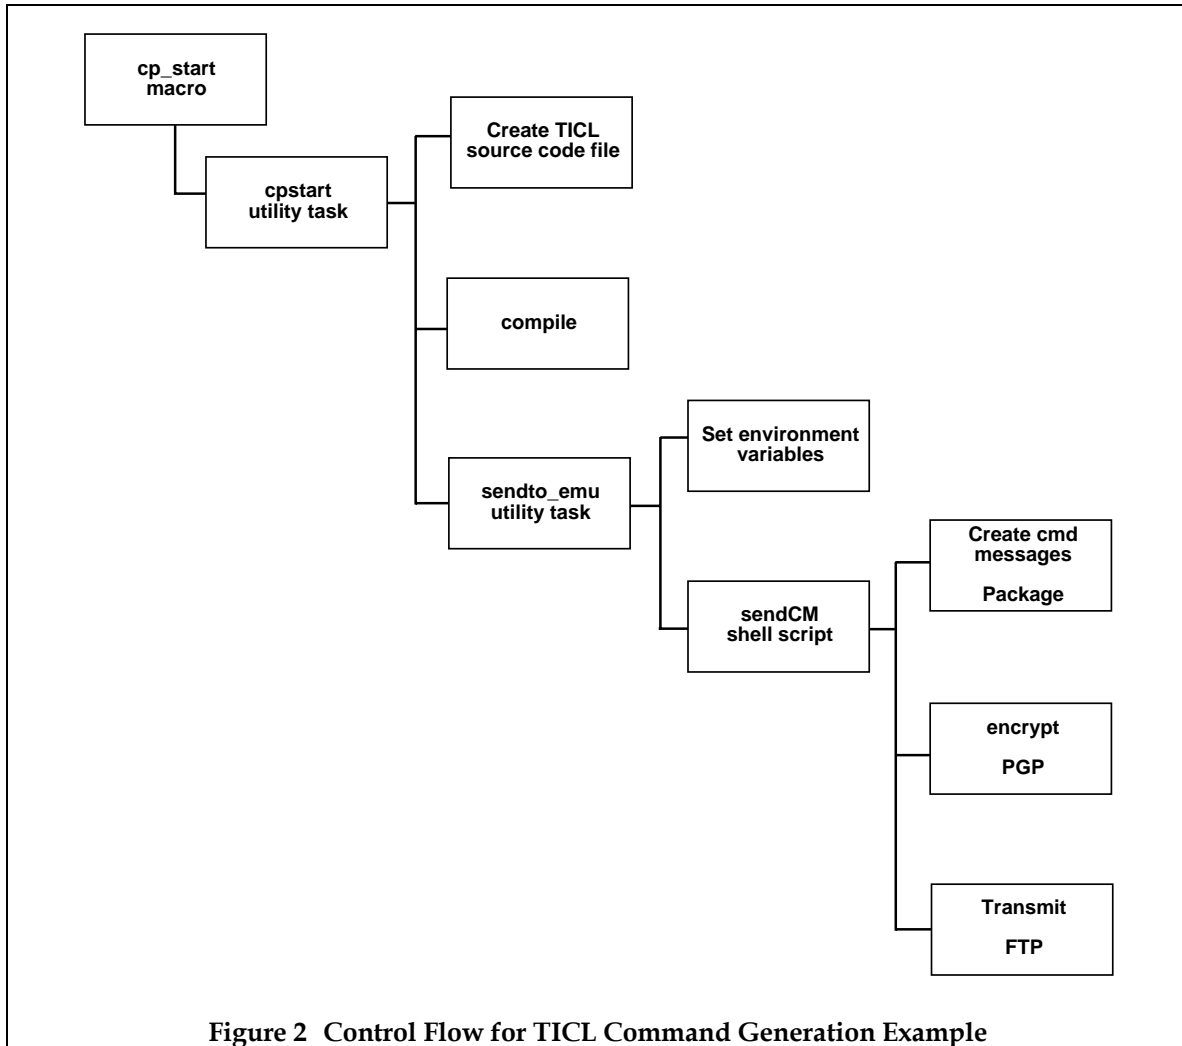 cp_start
macro
Create TICL
source code file
cpstart
utility task
compile
Set environment
variables
sendto_emu
utility task
Create cmd
messages
Package
sendCM
shell script
encrypt
PGP
Transmit
FTP
Figure 2 Control Flow for TICL Command Generation Example